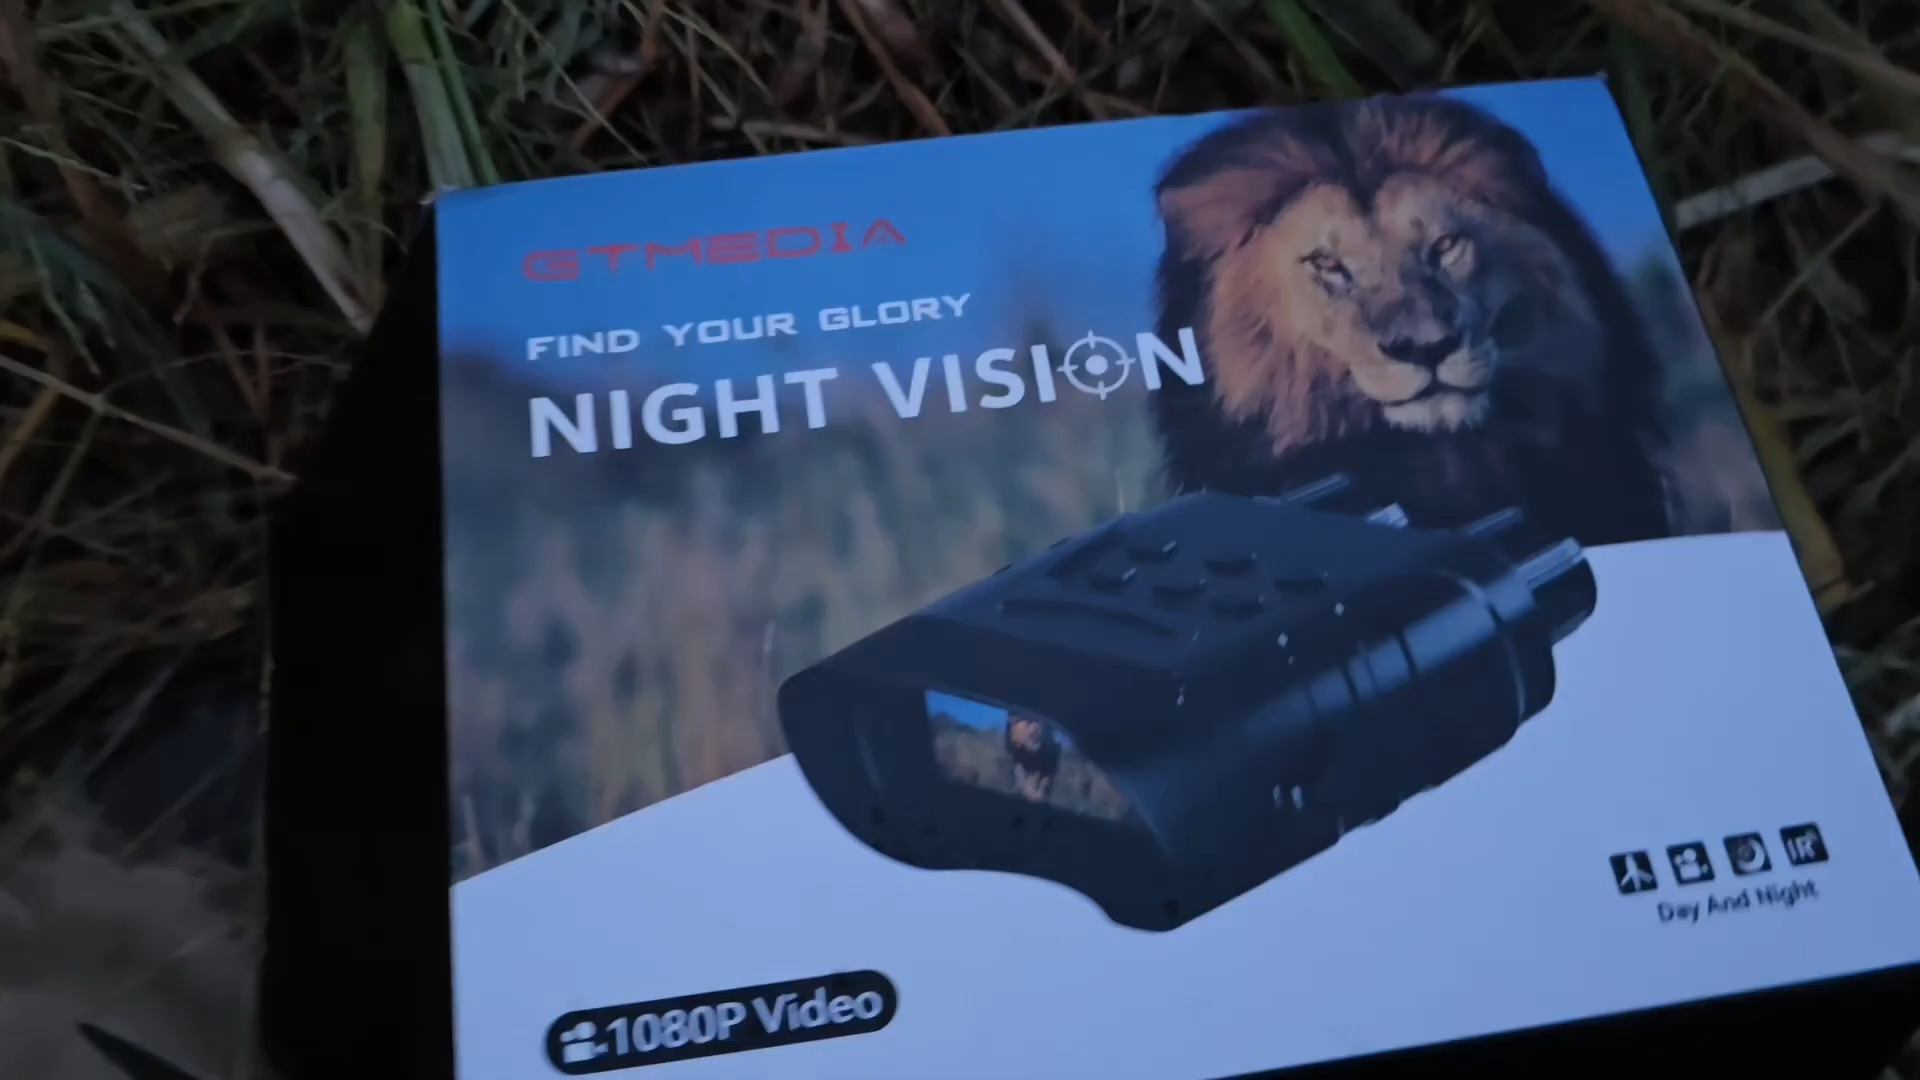 GTMEDIA
FIND YOUR GLORY
NIGHT VISION
IR
Day And Night
1080P Video